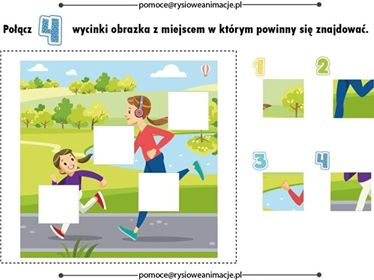 pomoce@rysioweanimacje.pl
Połącz 4 wycinki obrazka z miejscem w którym powinny się znajdować.
1 2
3 4
pomoce@rysioweanimacje.pl